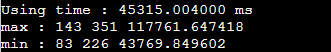 Using time : 45315.004000 ms
max : 143 351 117761.647418
min : 83 226 43769.849602